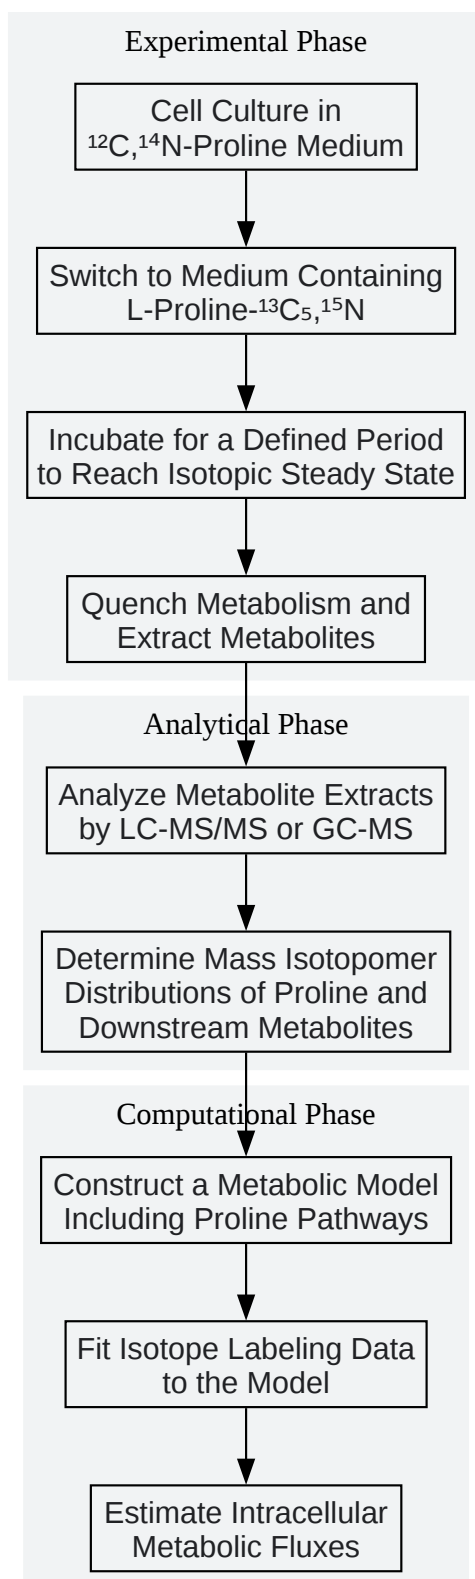 Experimental Phase
Cell Culture in
¹²C,¹⁴N-Proline Medium
Switch to Medium Containing
L-Proline-¹³C₅,¹⁵N
Incubate for a Defined Period
to Reach Isotopic Steady State
Quench Metabolism and
Extract Metabolites
Analytical Phase
Analyze Metabolite Extracts
by LC-MS/MS or GC-MS
Determine Mass Isotopomer
Distributions of Proline and
Downstream Metabolites
Computational Phase
Construct a Metabolic Model
Including Proline Pathways
Fit Isotope Labeling Data
to the Model
Estimate Intracellular
Metabolic Fluxes